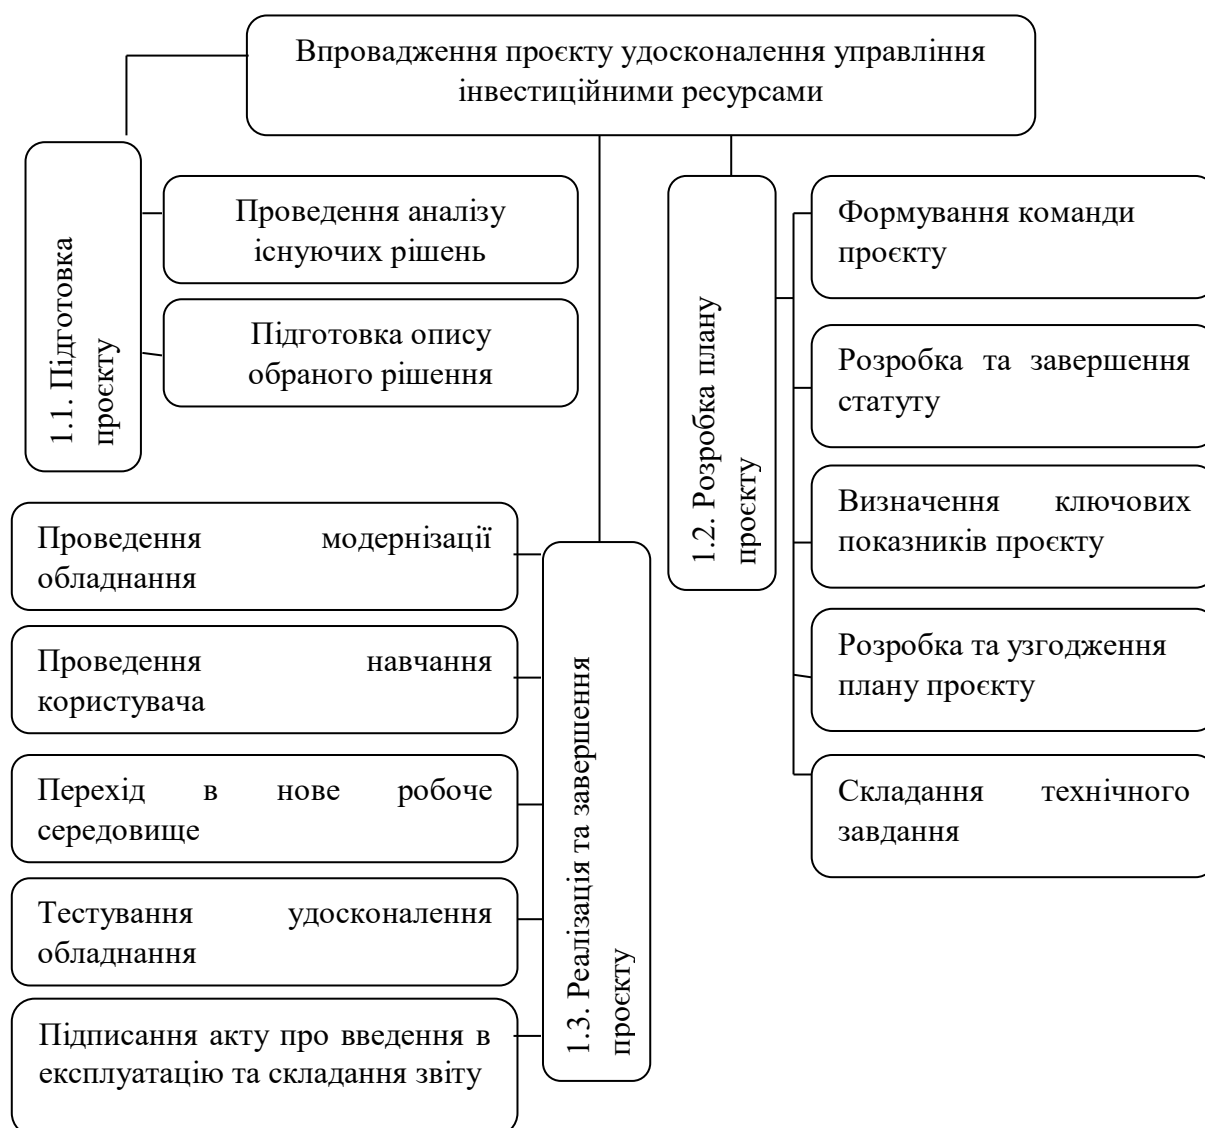 Впровадження проєкту удосконалення управління
інвестиційними ресурсами
1.1. Підготовка
проєкту
Проведення аналізу
існуючих рішень
Підготовка опису
обраного рішення
1.2. Розробка плану
проєкту
Формування команди
проєкту
Розробка та завершення
статуту
Визначення ключових
показників проєкту
Розробка та узгодження
плану проєкту
Складання технічного
завдання
1.3. Реалізація та завершення
проєкту
Проведення модернізації
обладнання
Проведення навчання
користувача
Перехід в нове робоче
середовище
Тестування удосконалення
обладнання
Підписання акту про введення в
експлуатацію та складання звіту